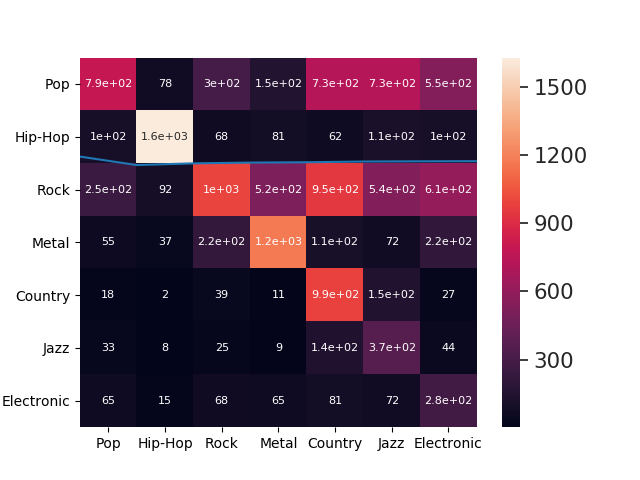 Pop 7.9e+02 78 3e+02 1.5e+02 7.3e+02 7.3e+02 5.5e+02
Hip-Hop 1e+02 1.6e+03 68 81 62 1.1e+02 1e+02
Rock 2.5e+02 92 1e+03 5.2e+02 9.5e+02 5.4e+02 6.1e+02
Metal 55 37 2.2e+02 1.2e+03 1.1e+02 72 2.2e+02
Country 18 2 39 11 9.9e+02 1.5e+02 27
Jazz 33 8 25 9 1.4e+02 3.7e+02 44
Electronic 65 15 68 65 81 72 2.8e+02
Pop Hip-Hop Rock Metal Country Jazz Electronic
1500
1200
900
600
300